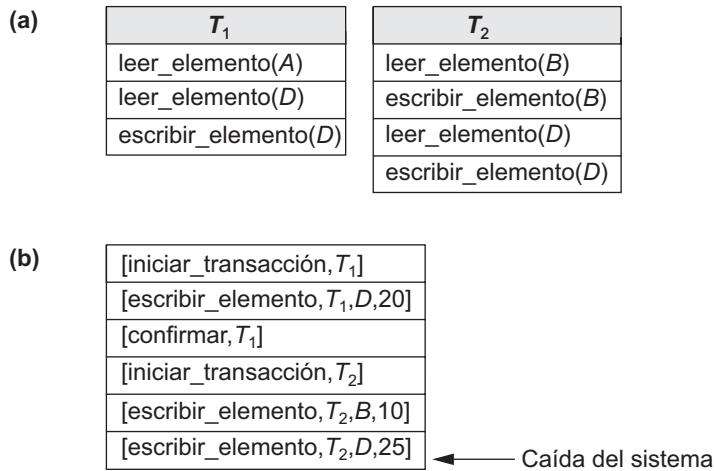 (a)
T1
leer_elemento(A)
leer_elemento(D)
escribir_elemento(D)
T2
leer_elemento(B)
escribir_elemento(B)
leer_elemento(D)
escribir_elemento(D)
(b)
[iniciar_transacción,T1]
[escribir_elemento,T1,D,20]
[confirmar,T1]
[iniciar_transacción,T2]
[escribir_elemento,T2,B,10]
[escribir_elemento,T2,D,25]
Caída del sistema